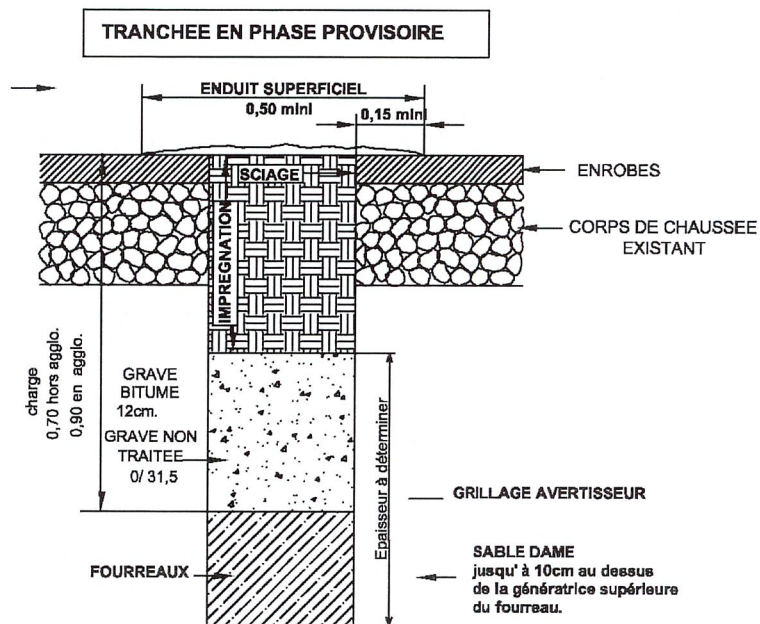 TRANCHEE EN PHASE PROVISOIRE
ENDUIT SUPERFICIEL
0,50 mini
0,15 mini
SCIAGE
ENROBES
IMPREGNATION
CORPS DE CHAUSSEE
EXISTANT
charge
0,70 hors agglo.
0,90 en agglo.
GRAVE
BITUME
12cm.
GRAVE NON
TRAITEE
0/ 31,5
Epaisseur à déterminer
GRILLAGE AVERTISSEUR
FOURREAUX
SABLE DAME
jusqu' à 10cm au dessus
de la génératrice supérieure
du fourreau.